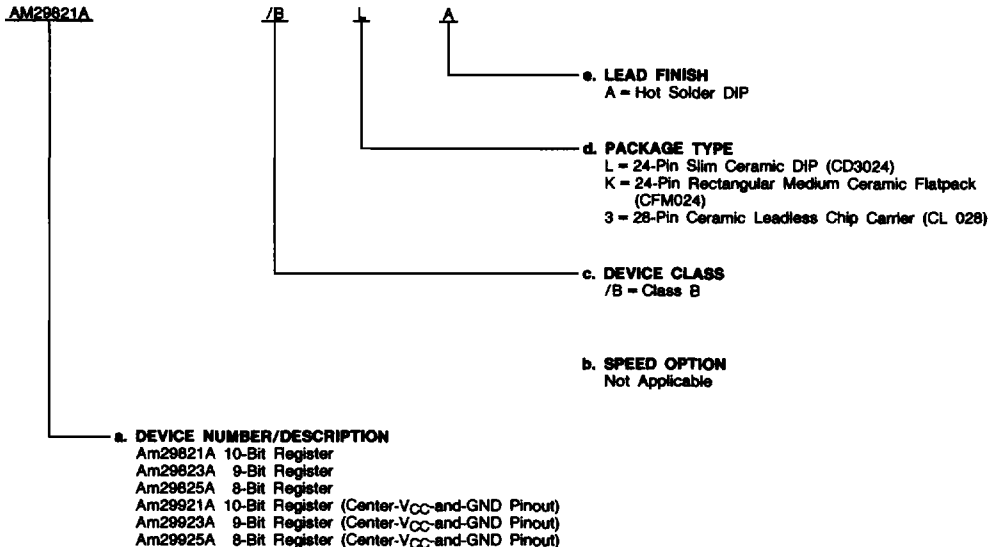 AM29821A /B L A
e. LEAD FINISH
A = Hot Solder DIP
d. PACKAGE TYPE
L = 24-Pin Slim Ceramic DIP (CD3024)
K = 24-Pin Rectangular Medium Ceramic Flatpack
(CFM024)
3 = 28-Pin Ceramic Leadless Chip Carrier (CL 028)
c. DEVICE CLASS
/B = Class B
b. SPEED OPTION
Not Applicable
a. DEVICE NUMBER/DESCRIPTION
Am29821A 10-Bit Register
Am29823A 9-Bit Register
Am29825A 8-Bit Register
Am29921A 10-Bit Register (Center-VCC-and-GND Pinout)
Am29923A 9-Bit Register (Center-VCC-and-GND Pinout)
Am29925A 8-Bit Register (Center-VCC-and-GND Pinout)